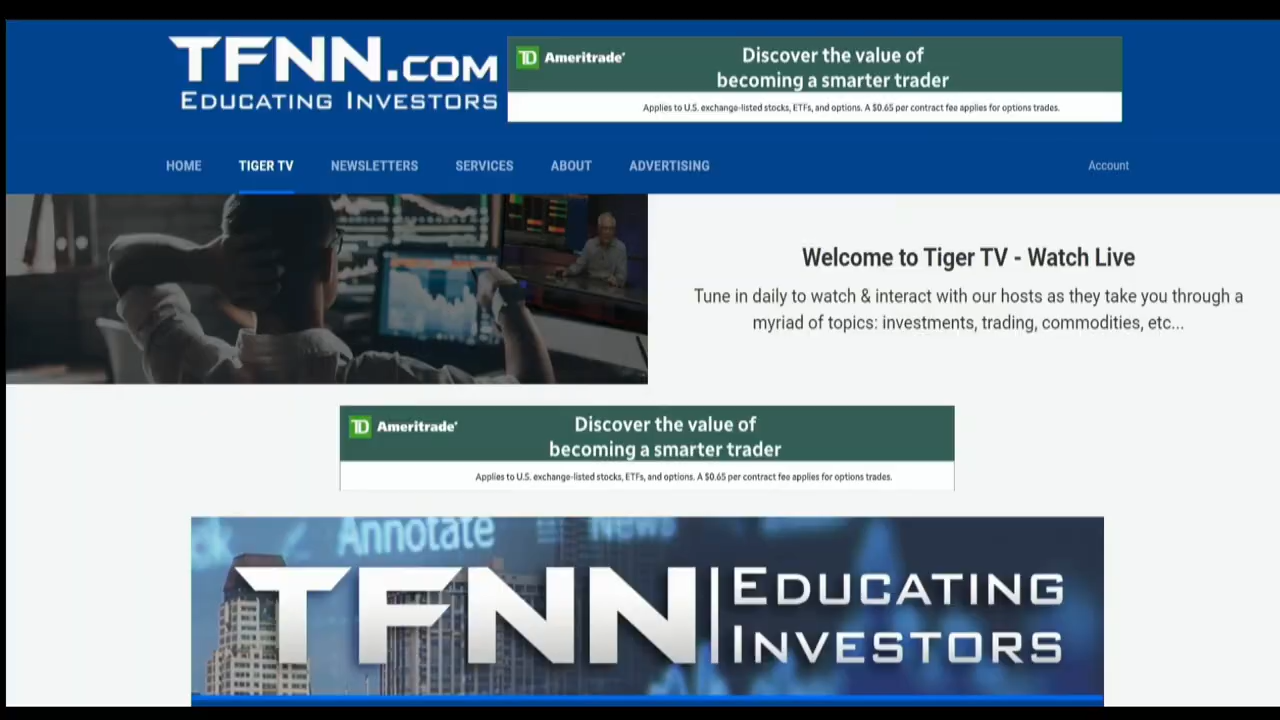 TFNN.COM
EDUCATING INVESTORS
TD Ameritrade®
Discover the value of
becoming a smarter trader
Applies to U.S. exchange-listed stocks, ETFs, and options. A $0.65 per contract fee applies for options trades.
HOME TIGER TV NEWSLETTERS SERVICES ABOUT ADVERTISING Account
Welcome to Tiger TV - Watch Live
Tune in daily to watch & interact with our hosts as they take you through a
myriad of topics: investments, trading, commodities, etc...
TD Ameritrade®
Discover the value of
becoming a smarter trader
Applies to U.S. exchange-listed stocks, ETFs, and options. A $0.65 per contract fee applies for options trades.
Annotate News
TFNN EDUCATING
INVESTORS